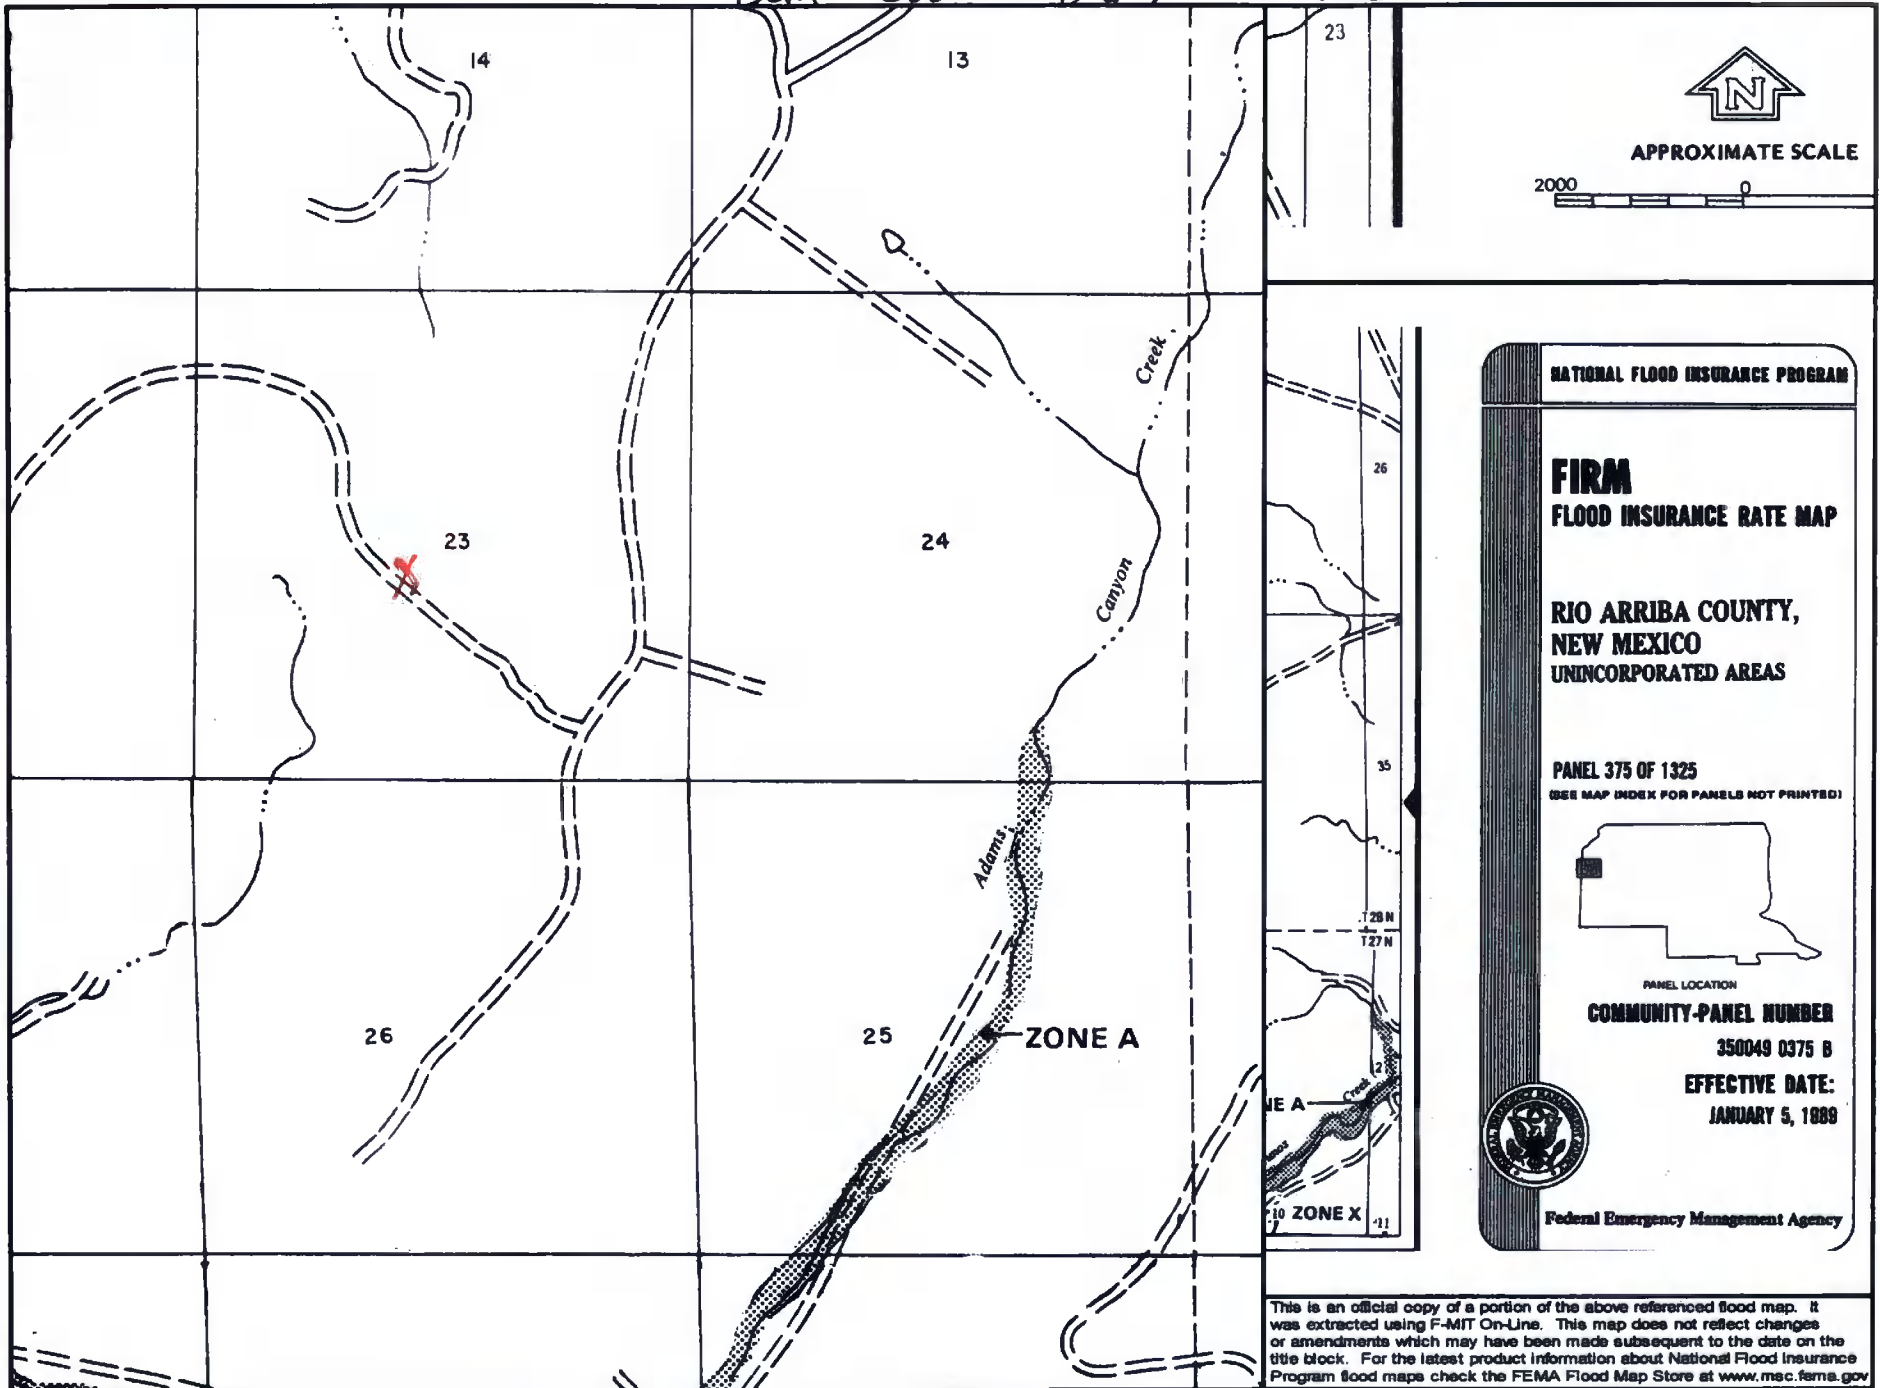 14
13
23
24
26
25
Creek
Canyon
Adams
ZONE A
23
26
35
T28N
T27N
2
Creek
NE A
10 ZONE X
11
N
APPROXIMATE SCALE
2000 0
NATIONAL FLOOD INSURANCE PROGRAM
FIRM
FLOOD INSURANCE RATE MAP
RIO ARRIBA COUNTY,
NEW MEXICO
UNINCORPORATED AREAS
PANEL 375 OF 1325
(SEE MAP INDEX FOR PANELS NOT PRINTED)
PANEL LOCATION
COMMUNITY-PANEL NUMBER
350049 0375 B
EFFECTIVE DATE:
JANUARY 5, 1989
Federal Emergency Management Agency
This is an official copy of a portion of the above referenced flood map. It
was extracted using F-MIT On-Line. This map does not reflect changes
or amendments which may have been made subsequent to the date on the
title block. For the latest product information about National Flood Insurance
Program flood maps check the FEMA Flood Map Store at www.msc.fema.gov